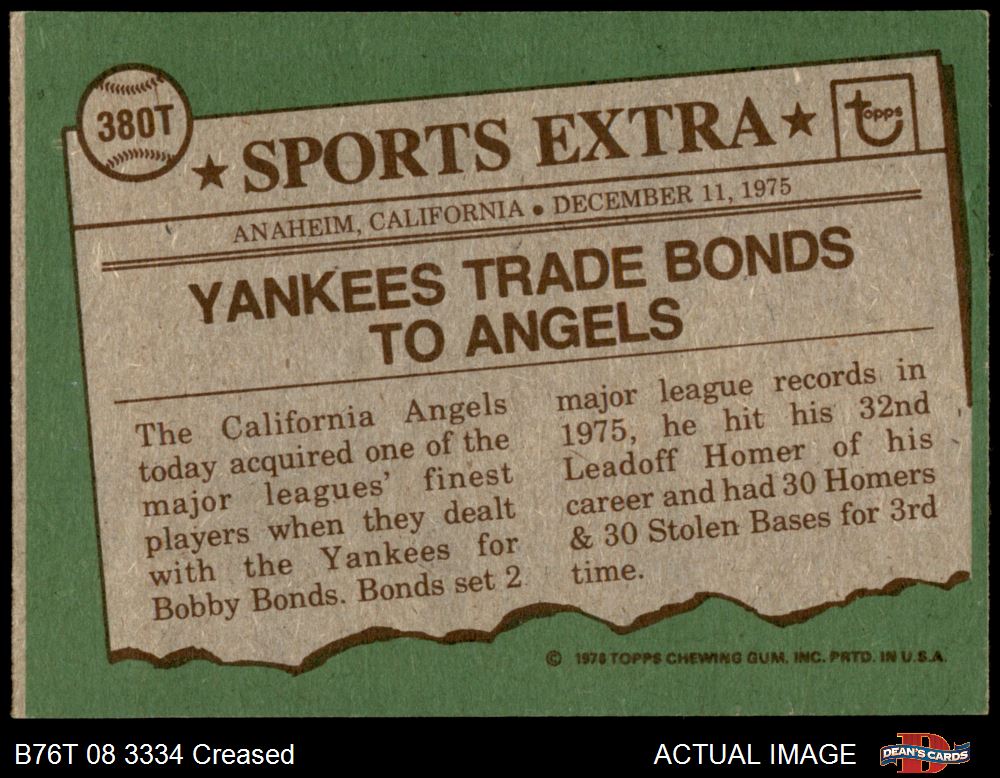 380T
★ SPORTS EXTRA ★
topps
ANAHEIM, CALIFORNIA ● DECEMBER 11, 1975
YANKEES TRADE BONDS
TO ANGELS
The California Angels
today acquired one of the
major leagues' finest
players when they dealt
with the Yankees for
Bobby Bonds. Bonds set 2
major league records in
1975, he hit his 32nd
Leadoff Homer of his
career and had 30 Homers
& 30 Stolen Bases for 3rd
time.
© 1976 TOPPS CHEWING GUM, INC. PRTD. IN U.S.A.
B76T 08 3334 Creased
ACTUAL IMAGE
DEAN'S CARDS